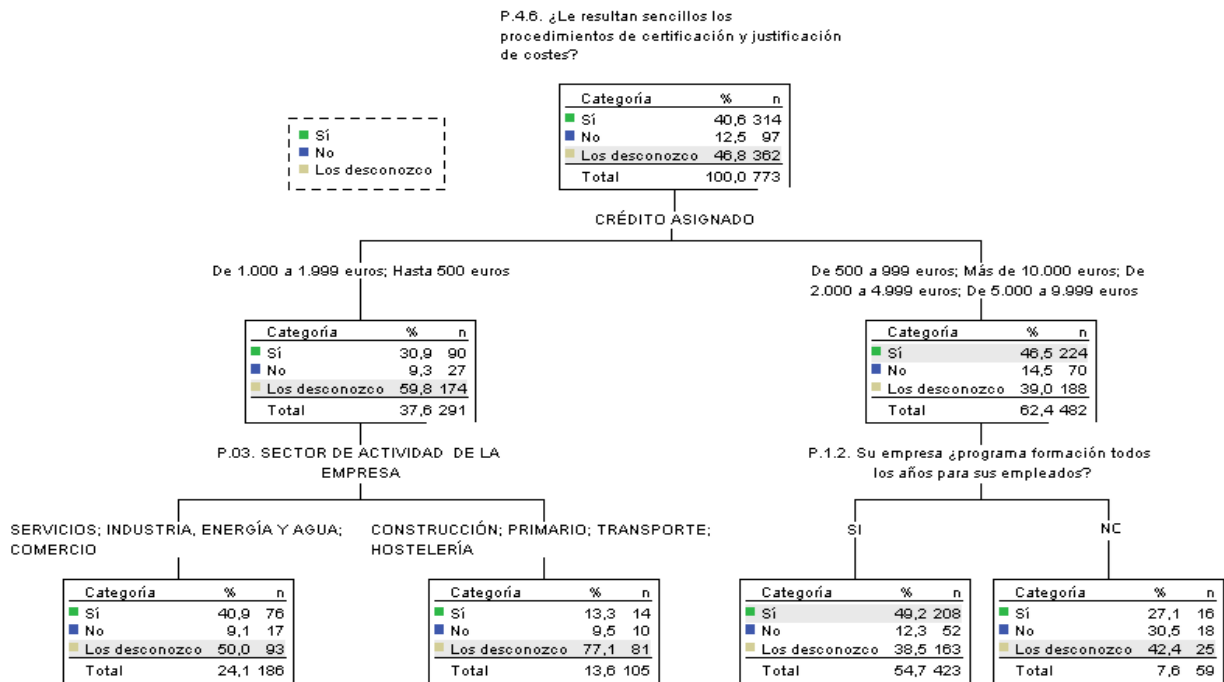 P.4.6. ¿Le resultan sencillos los
procedimientos de certificación y justificación
de costes?
Sí
No
Los desconozco
Categoría % n
Sí 40,6 314
No 12,5 97
Los desconozco 46,8 362
Total 100,0 773
CRÉDITO ASIGNADO
De 1.000 a 1.999 euros; Hasta 500 euros
De 500 a 999 euros; Más de 10.000 euros; De
2.000 a 4.999 euros; De 5.000 a 9.999 euros
Categoría % n
Sí 30,9 90
No 9,3 27
Los desconozco 59,8 174
Total 37,6 291
Categoría % n
Sí 46,5 224
No 14,5 70
Los desconozco 39,0 188
Total 62,4 482
P.03. SECTOR DE ACTIVIDAD DE LA
EMPRESA
P.1.2. Su empresa ¿programa formación todos
los años para sus empleados?
SERVICIOS; INDUSTRIA, ENERGÍA Y AGUA;
COMERCIO
CONSTRUCCIÓN; PRIMARIO; TRANSPORTE;
HOSTELERÍA
SI
NO
Categoría % n
Sí 40,9 76
No 9,1 17
Los desconozco 50,0 93
Total 24,1 186
Categoría % n
Sí 13,3 14
No 9,5 10
Los desconozco 77,1 81
Total 13,6 105
Categoría % n
Sí 49,2 208
No 12,3 52
Los desconozco 38,5 163
Total 54,7 423
Categoría % n
Sí 27,1 16
No 30,5 18
Los desconozco 42,4 25
Total 7,6 59